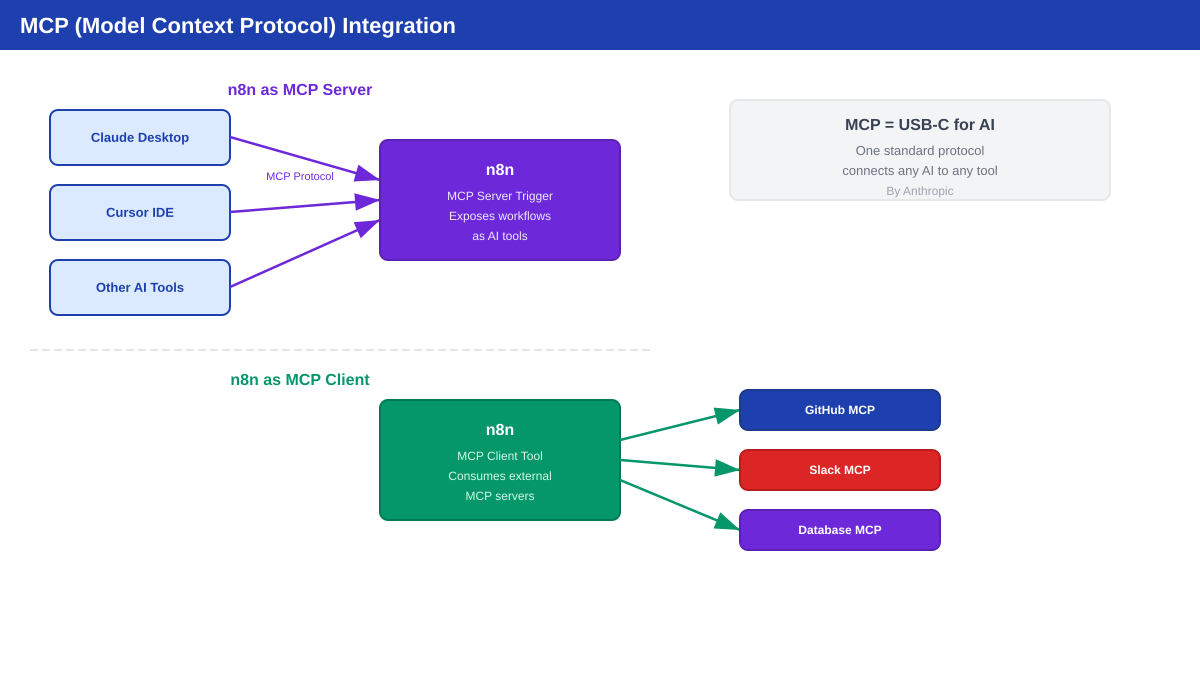 MCP (Model Context Protocol) Integration
n8n as MCP Server
Claude Desktop
Cursor IDE
Other AI Tools
MCP Protocol
n8n
MCP Server Trigger
Exposes workflows
as AI tools
MCP = USB-C for AI
One standard protocol
connects any AI to any tool
By Anthropic
n8n as MCP Client
n8n
MCP Client Tool
Consumes external
MCP servers
GitHub MCP
Slack MCP
Database MCP